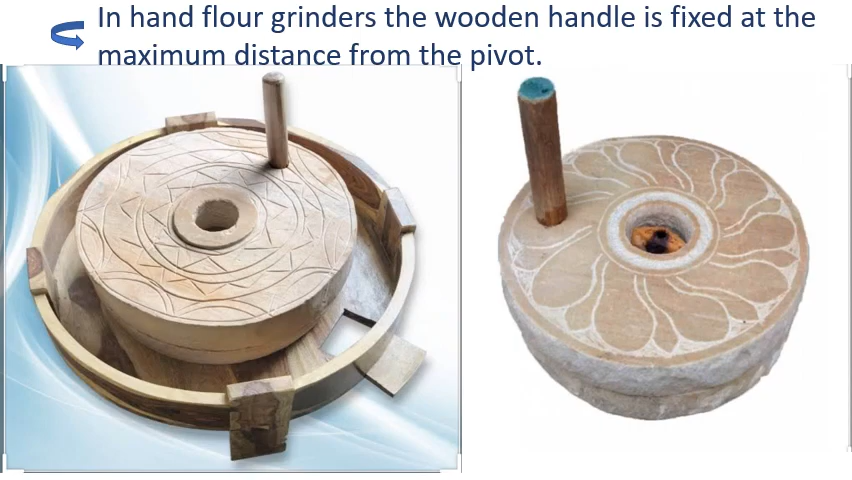 In hand flour grinders the wooden handle is fixed at the
maximum distance from the pivot.